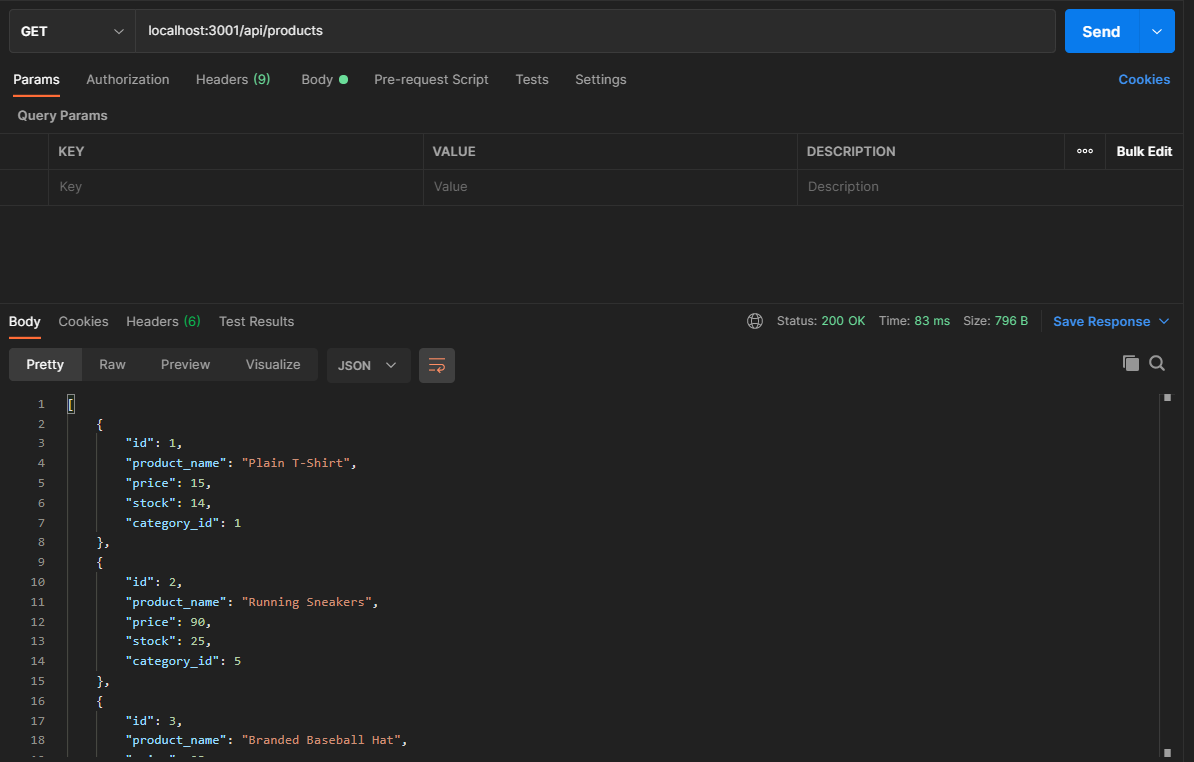 GET localhost:3001/api/products Send
Params Authorization Headers (9) Body Pre-request Script Tests Settings Cookies
Query Params
KEY VALUE DESCRIPTION ooo Bulk Edit
Key Value Description
Body Cookies Headers (6) Test Results Status: 200 OK Time: 83 ms Size: 796 B Save Response
Pretty Raw Preview Visualize JSON
1 [
2 {
3 "id": 1,
4 "product_name": "Plain T-Shirt",
5 "price": 15,
6 "stock": 14,
7 "category_id": 1
8 },
9 {
10 "id": 2,
11 "product_name": "Running Sneakers",
12 "price": 90,
13 "stock": 25,
14 "category_id": 5
15 },
16 {
17 "id": 3,
18 "product_name": "Branded Baseball Hat",